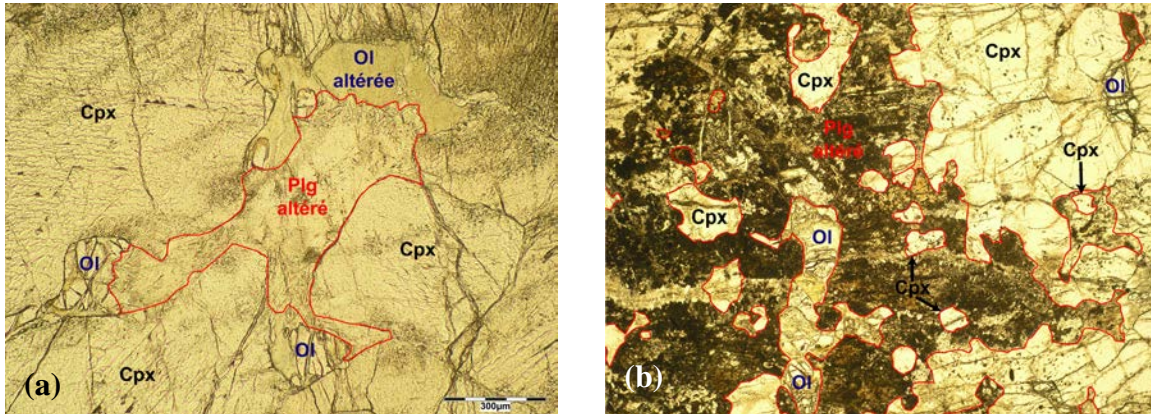 Ol
altérée
Cpx
Plg
altéré
Cpx
Ol
Ol
Cpx
(a)
300µm
Cpx
Cpx
Ol
Plg
altéré
Cpx
Cpx
Ol
Cpx
Ol
(b)